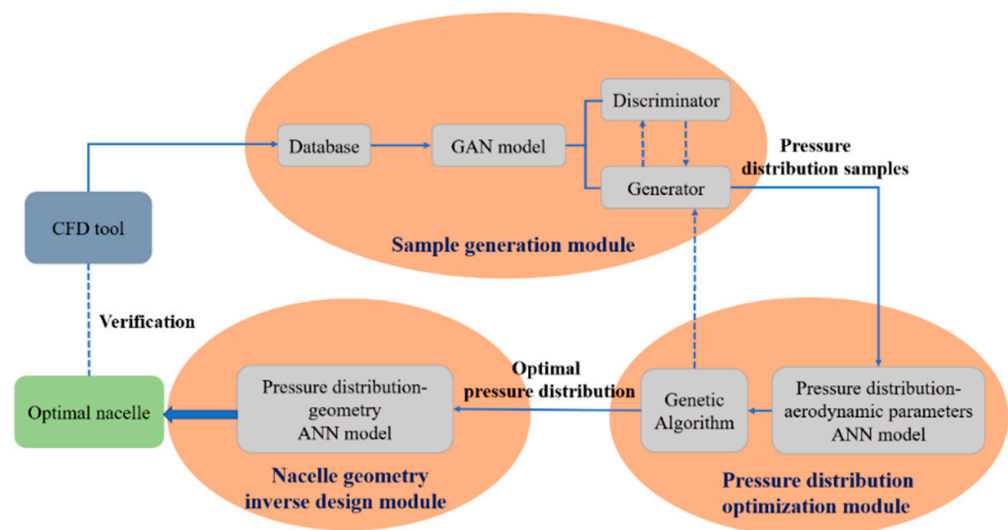 Discriminator
Database
GAN model
Generator
Pressure
distribution samples
CFD tool
Sample generation module
Verification
Optimal
pressure distribution
Optimal nacelle
Pressure distribution-
geometry
ANN model
Genetic
Algorithm
Pressure distribution-
aerodynamic parameters
ANN model
Nacelle geometry
inverse design module
Pressure distribution
optimization module